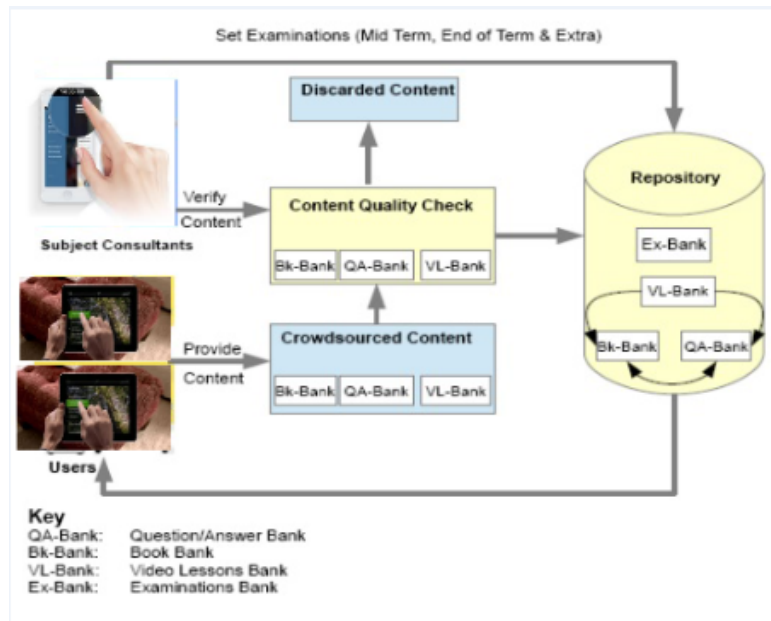 Set Examinations (Mid Term, End of Term & Extra)
Discarded Content
Repository
Verify
Content
Content Quality Check
Bk-Bank QA-Bank VL-Bank
Subject Consultants
Ex-Bank
VL-Bank
Bk-Bank QA-Bank
Provide
Content
Crowdsourced Content
Bk-Bank QA-Bank VL-Bank
Users
Key
QA-Bank: Question/Answer Bank
Bk-Bank: Book Bank
VL-Bank: Video Lessons Bank
Ex-Bank: Examinations Bank